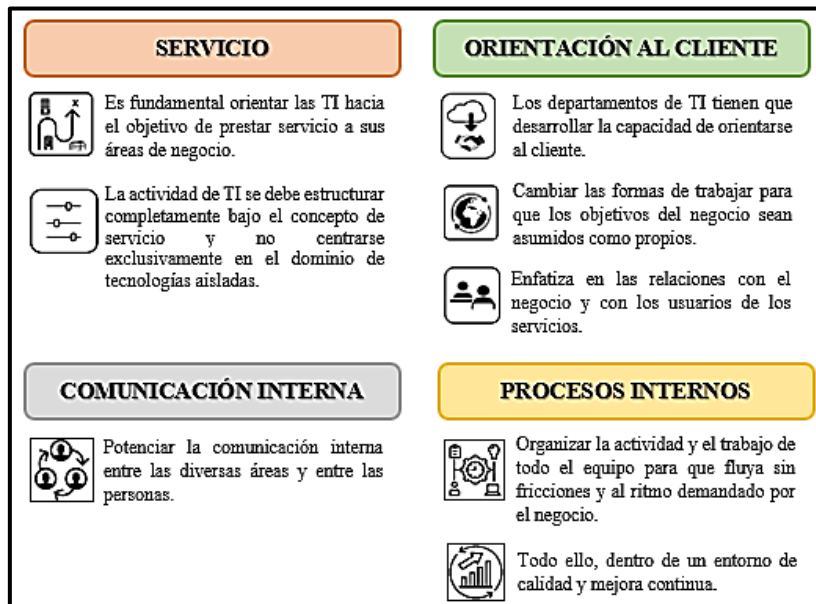 SERVICIO
Es fundamental orientar las TI hacia
el objetivo de prestar servicio a sus
áreas de negocio.
La actividad de TI se debe estructurar
completamente bajo el concepto de
servicio y no centrarse
exclusivamente en el dominio de
tecnologías aisladas.
ORIENTACIÓN AL CLIENTE
Los departamentos de TI tienen que
desarrollar la capacidad de orientarse
al cliente.
Cambiar las formas de trabajar para
que los objetivos del negocio sean
asumidos como propios.
Enfatiza en las relaciones con el
negocio y con los usuarios de los
servicios.
COMUNICACIÓN INTERNA
Potenciar la comunicación interna
entre las diversas áreas y entre las
personas.
PROCESOS INTERNOS
Organizar la actividad y el trabajo de
todo el equipo para que fluya sin
fricciones y al ritmo demandado por
el negocio.
Todo ello, dentro de un entorno de
calidad y mejora continua.